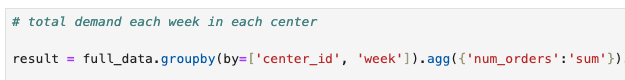 # total demand each week in each center
result = full_data.groupby(by=['center_id', 'week']).agg({'num_orders':'sum'})